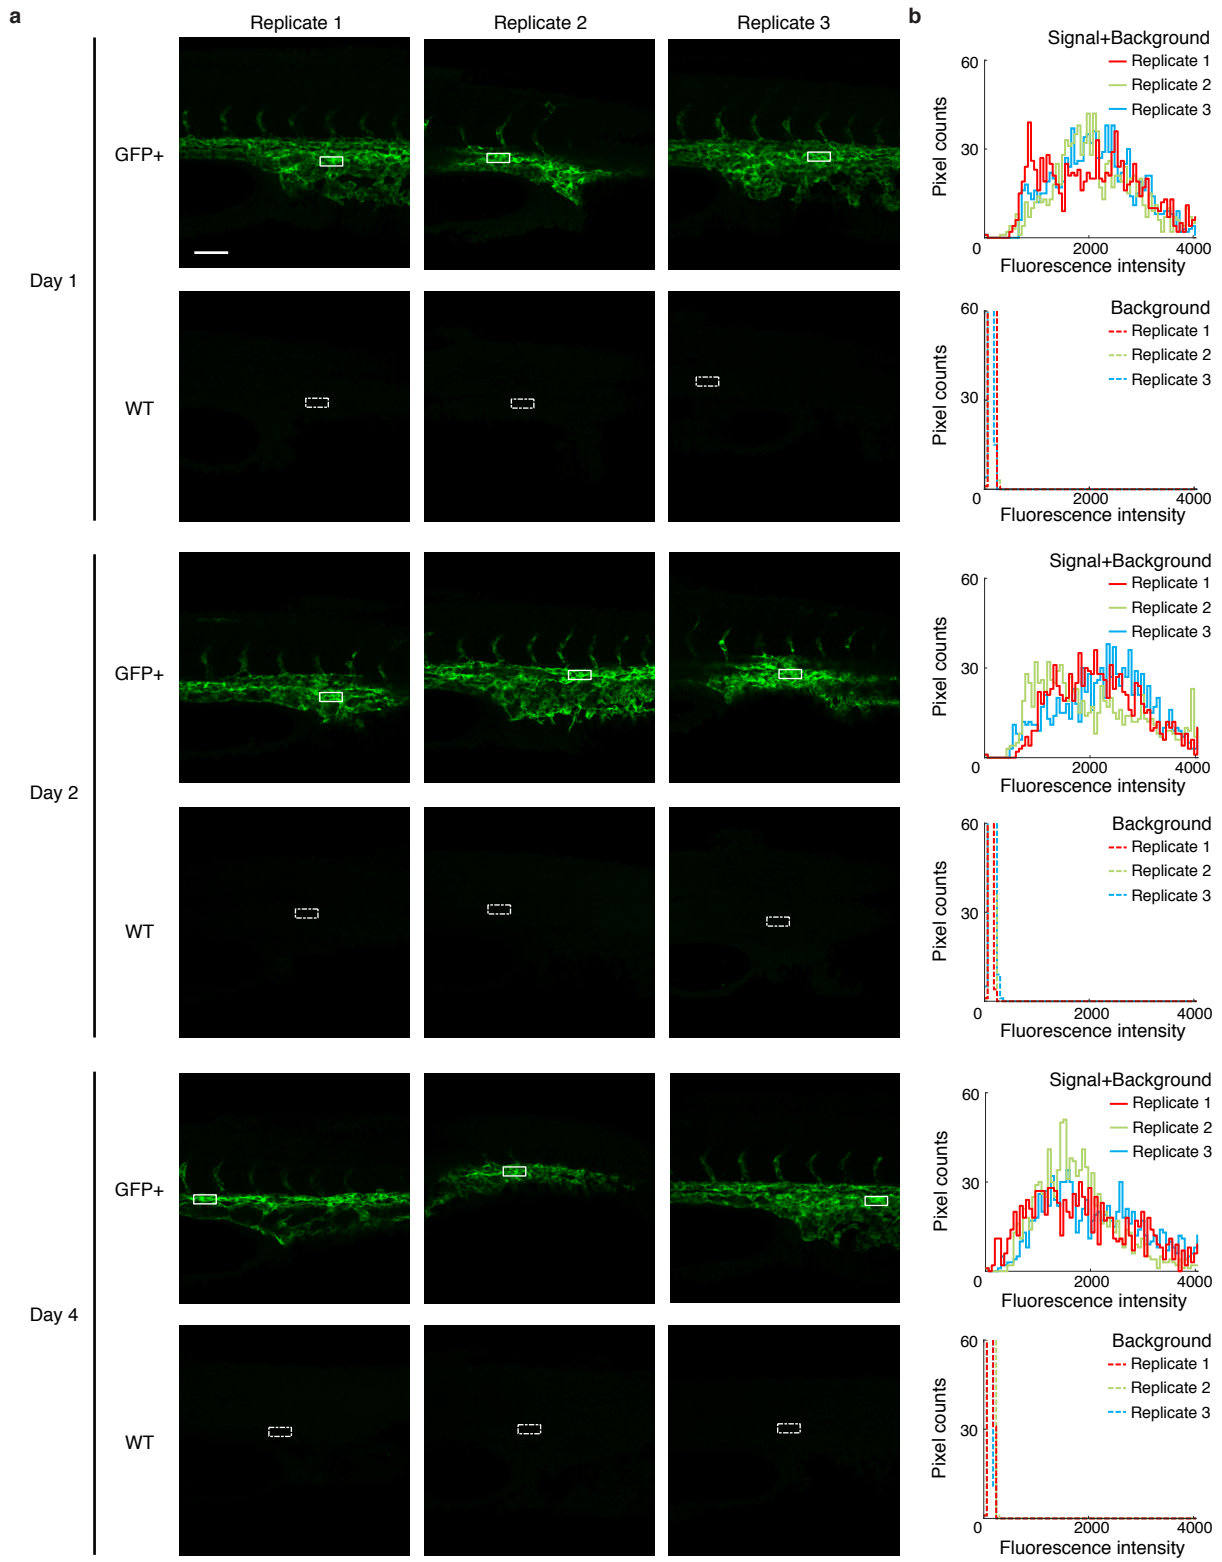 a
b
Replicate 1
Replicate 2
Replicate 3
Day 1
GFP+
WT
Signal+Background
Replicate 1
Replicate 2
Replicate 3
60
30
0
2000
4000
Pixel counts
Fluorescence intensity
Background
Replicate 1
Replicate 2
Replicate 3
60
30
0
2000
4000
Pixel counts
Fluorescence intensity
Day 2
GFP+
WT
Signal+Background
Replicate 1
Replicate 2
Replicate 3
60
30
0
2000
4000
Pixel counts
Fluorescence intensity
Background
Replicate 1
Replicate 2
Replicate 3
60
30
0
2000
4000
Pixel counts
Fluorescence intensity
Day 4
GFP+
WT
Signal+Background
Replicate 1
Replicate 2
Replicate 3
60
30
0
2000
4000
Pixel counts
Fluorescence intensity
Background
Replicate 1
Replicate 2
Replicate 3
60
30
0
2000
4000
Pixel counts
Fluorescence intensity